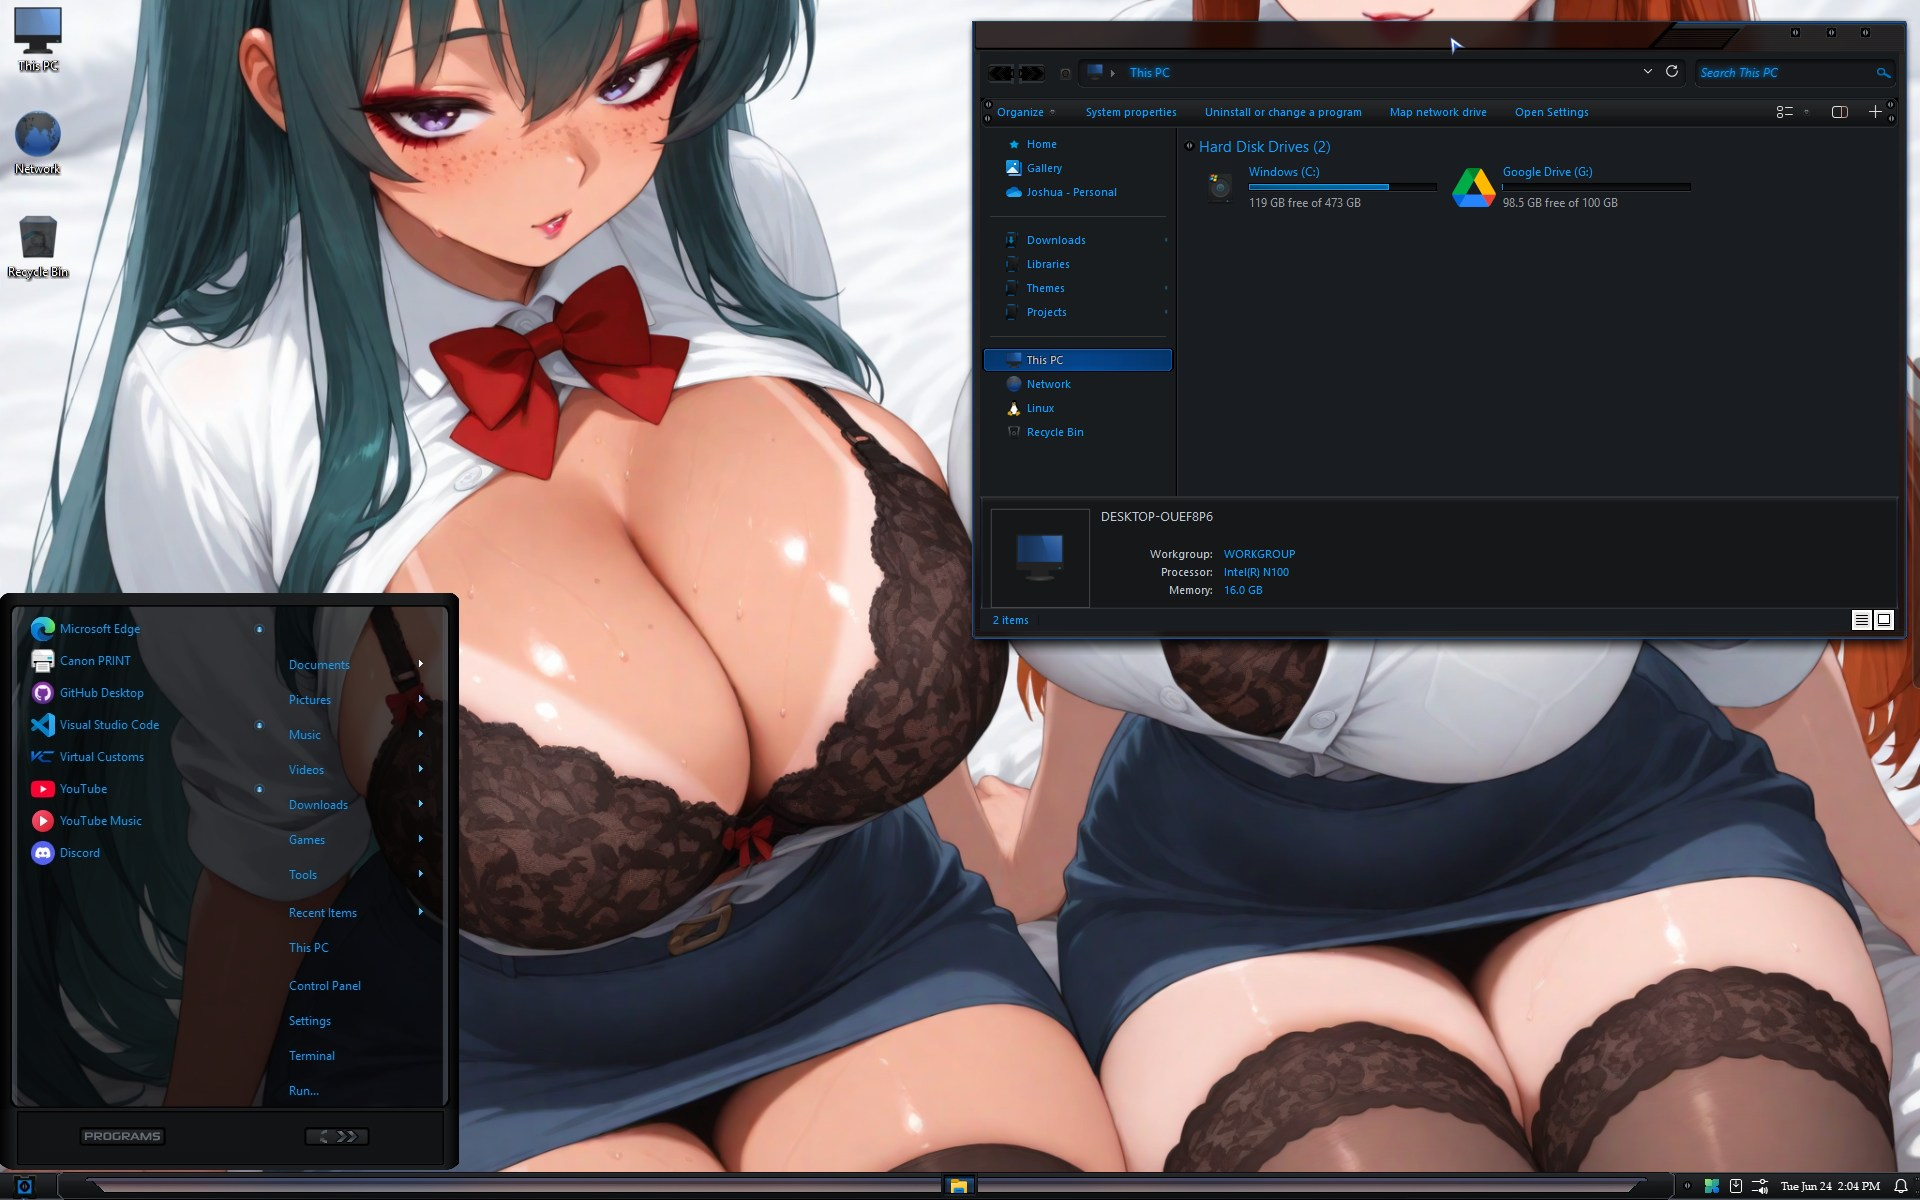 This PC
Network
Recycle Bin
This PC
Search This PC
Organize
System properties
Uninstall or change a program
Map network drive
Open Settings
Home
Gallery
Joshua - Personal
Downloads
Libraries
Themes
Projects
This PC
Network
Linux
Recycle Bin
Hard Disk Drives (2)
Windows (C:)
119 GB free of 473 GB
Google Drive (G:)
98.5 GB free of 100 GB
DESKTOP-OUEF8P6
Workgroup: WORKGROUP
Processor: Intel(R) N100
Memory: 16.0 GB
2 items
Microsoft Edge
Canon PRINT
GitHub Desktop
Visual Studio Code
Virtual Customs
YouTube
YouTube Music
Discord
Documents
Pictures
Music
Videos
Downloads
Games
Tools
Recent Items
This PC
Control Panel
Settings
Terminal
Run...
PROGRAMS
Tue Jun 24 2:04 PM